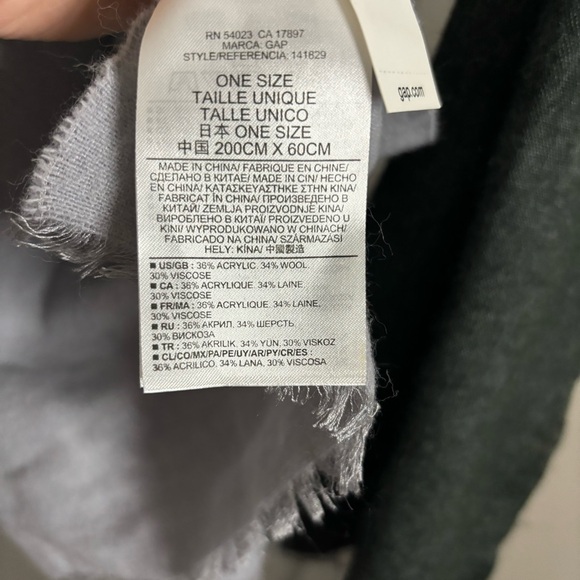 RN 54023 CA 17897
MARCA: GAP
STYLE/REFERENCIA: 141829
ONE SIZE
TAILLE UNIQUE
TAILLE UNICO
日本 ONE SIZE
中国 200CM X 60CM
MADE IN CHINA/ FABRIQUE EN CHINE/
СДЕЛАНО В КИТАЕ/ MADE IN CIN/ HECHO
EN CHINA/ ΚΑΤΑΣΚΕΥΑΣΤΗΚΕ ΣΤΗΝ ΚΙΝΑ/
FABRICAT ÎN CHINA/ ПРОИЗВЕДЕНО В
КИТАЙ/ ZEMLJA PROIZVODNJE KINA/
ВИРОБЛЕНО В КИТАї/ PROIZVEDENO U
KINI/ WYPRODUKOWANO W CHINACH/
FABRICADO NA CHINA/ SZÁRMAZÁSI
HELY: KÍNA/ 中國製造
■ US/GB : 36% ACRYLIC, 34% WOOL,
30% VISCOSE
■ CA : 36% ACRYLIQUE, 34% LAINE,
30% VISCOSE
■ FR/MA : 36% ACRYLIQUE, 34% LAINE,
30% VISCOSE
■ RU : 36% АКРИЛ, 34% ШЕРСТЬ,
30% ВИСКОЗА
■ TR : 36% AKRİLİK, 34% YÜN, 30% VİSKOZ
■ CL/CO/MX/PA/PE/UY/AR/PY/CR/ES :
36% ACRILICO, 34% LANA, 30% VISCOSA
gap.com